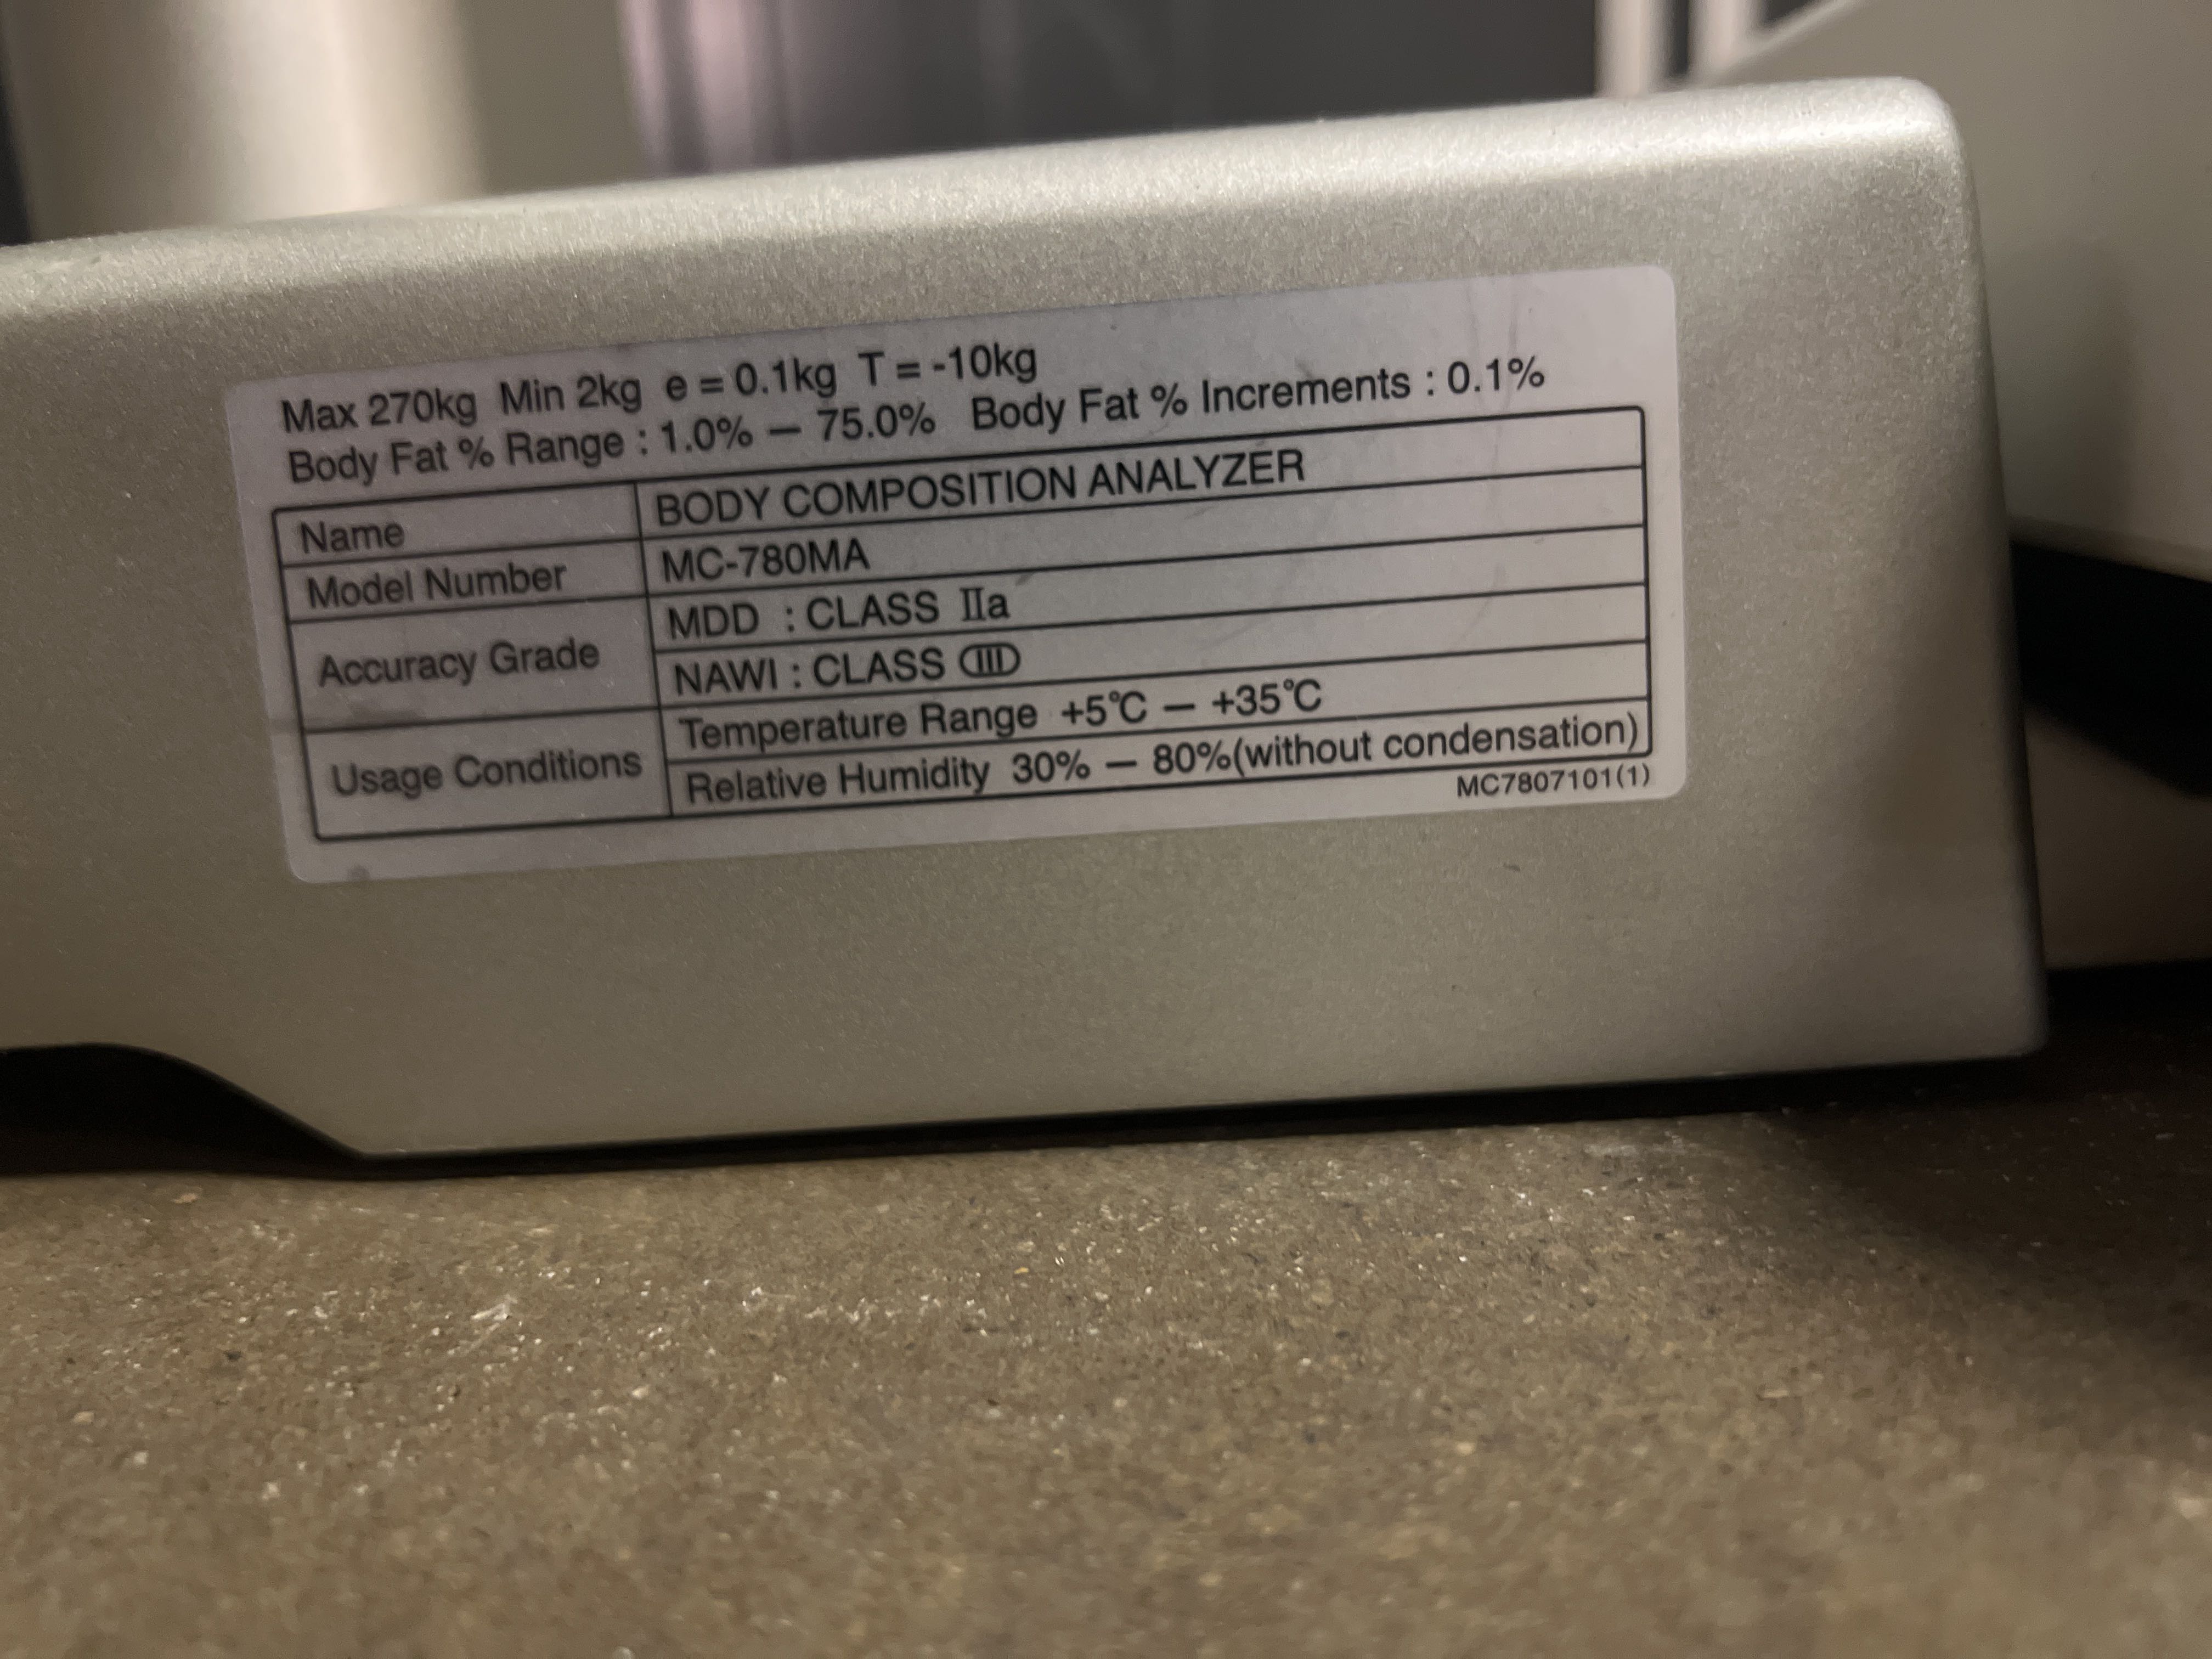 Max 270kg Min 2kg e = 0.1kg T = -10kg
Body Fat % Range : 1.0% — 75.0% Body Fat % Increments : 0.1%
Name BODY COMPOSITION ANALYZER
Model Number MC-780MA
Accuracy Grade
MDD : CLASS Ⅱa
NAWI : CLASS Ⅲ
Usage Conditions
Temperature Range +5℃ — +35℃
Relative Humidity 30% — 80%(without condensation)
MC7807101(1)